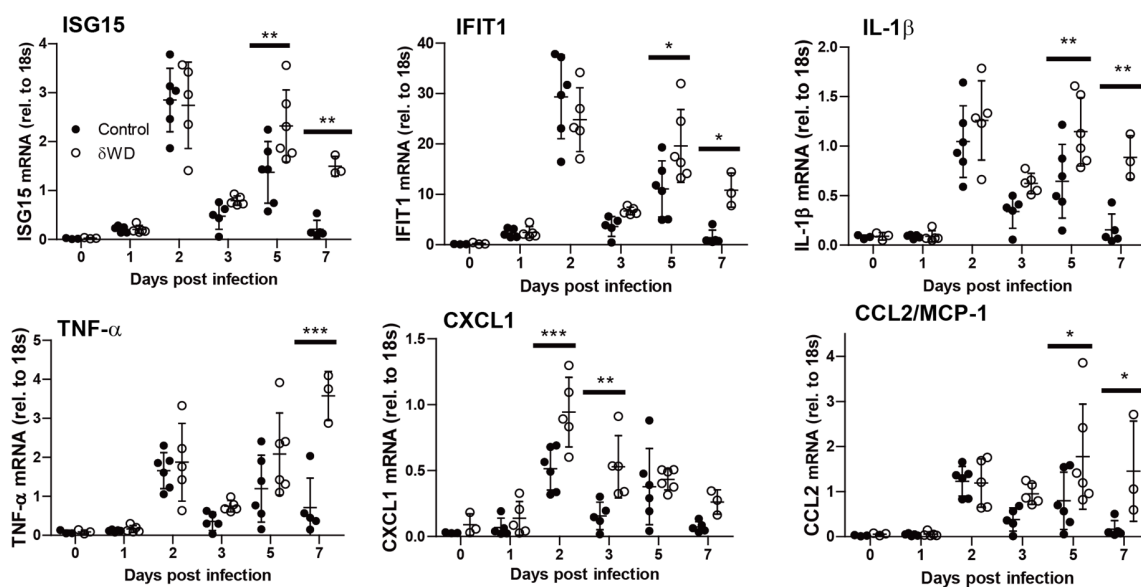 ISG15
ISG15 mRNA (rel. to 18s)
4
3
2
1
0
Control
δWD
**
**
0 1 2 3 5 7
Days post infection
IFIT1
IFIT1 mRNA (rel. to 18s)
40
30
20
10
0
*
*
0 1 2 3 5 7
Days post infection
IL-1β
IL-1β mRNA (rel. to 18s)
2.0
1.5
1.0
0.5
0.0
**
**
0 1 2 3 5 7
Days post infection
TNF-α
TNF-α mRNA (rel. to 18s)
5
4
3
2
1
0
***
0 1 2 3 5 7
Days post infection
CXCL1
CXCL1 mRNA (rel. to 18s)
1.5
1.0
0.5
0.0
***
**
0 1 2 3 5 7
Days post infection
CCL2/MCP-1
CCL2 mRNA (rel. to 18s)
4
3
2
1
0
*
*
0 1 2 3 5 7
Days post infection